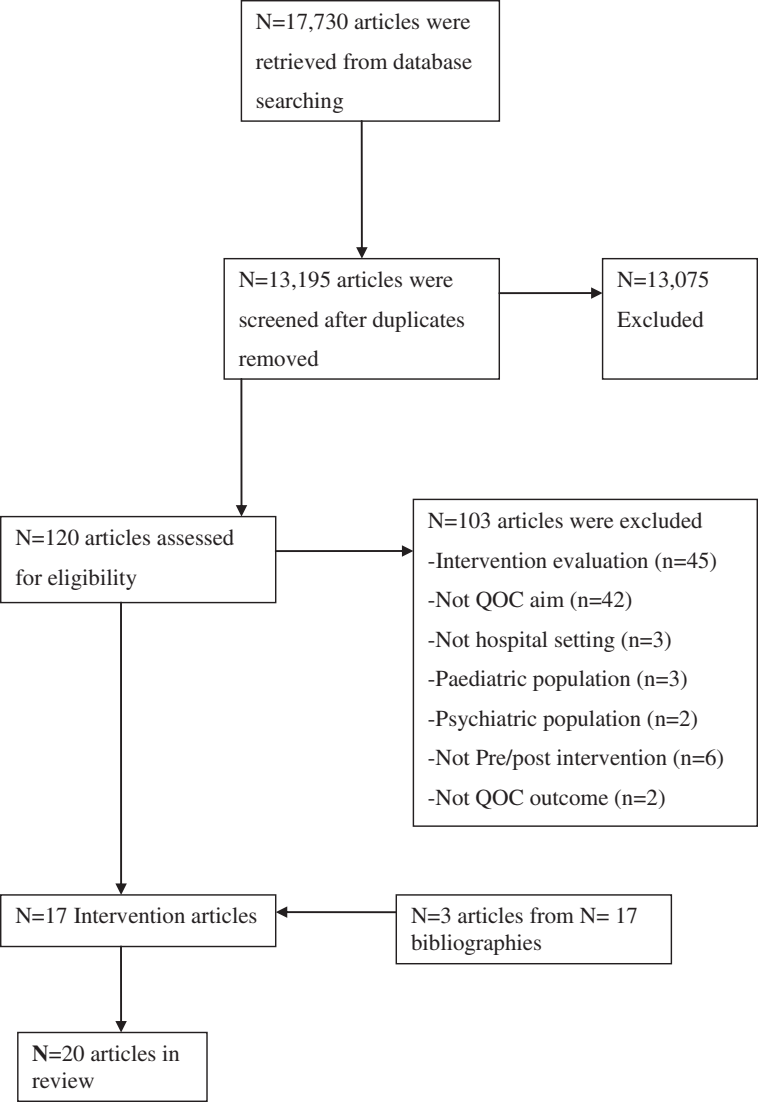 N=17,730 articles were
retrieved from database
searching
N=13,195 articles were
screened after duplicates
removed
N=13,075
Excluded
N=120 articles assessed
for eligibility
N=103 articles were excluded
-Intervention evaluation (n=45)
-Not QOC aim (n=42)
-Not hospital setting (n=3)
-Paediatric population (n=3)
-Psychiatric population (n=2)
-Not Pre/post intervention (n=6)
-Not QOC outcome (n=2)
N=17 Intervention articles
N=3 articles from N= 17
bibliographies
N=20 articles in
review